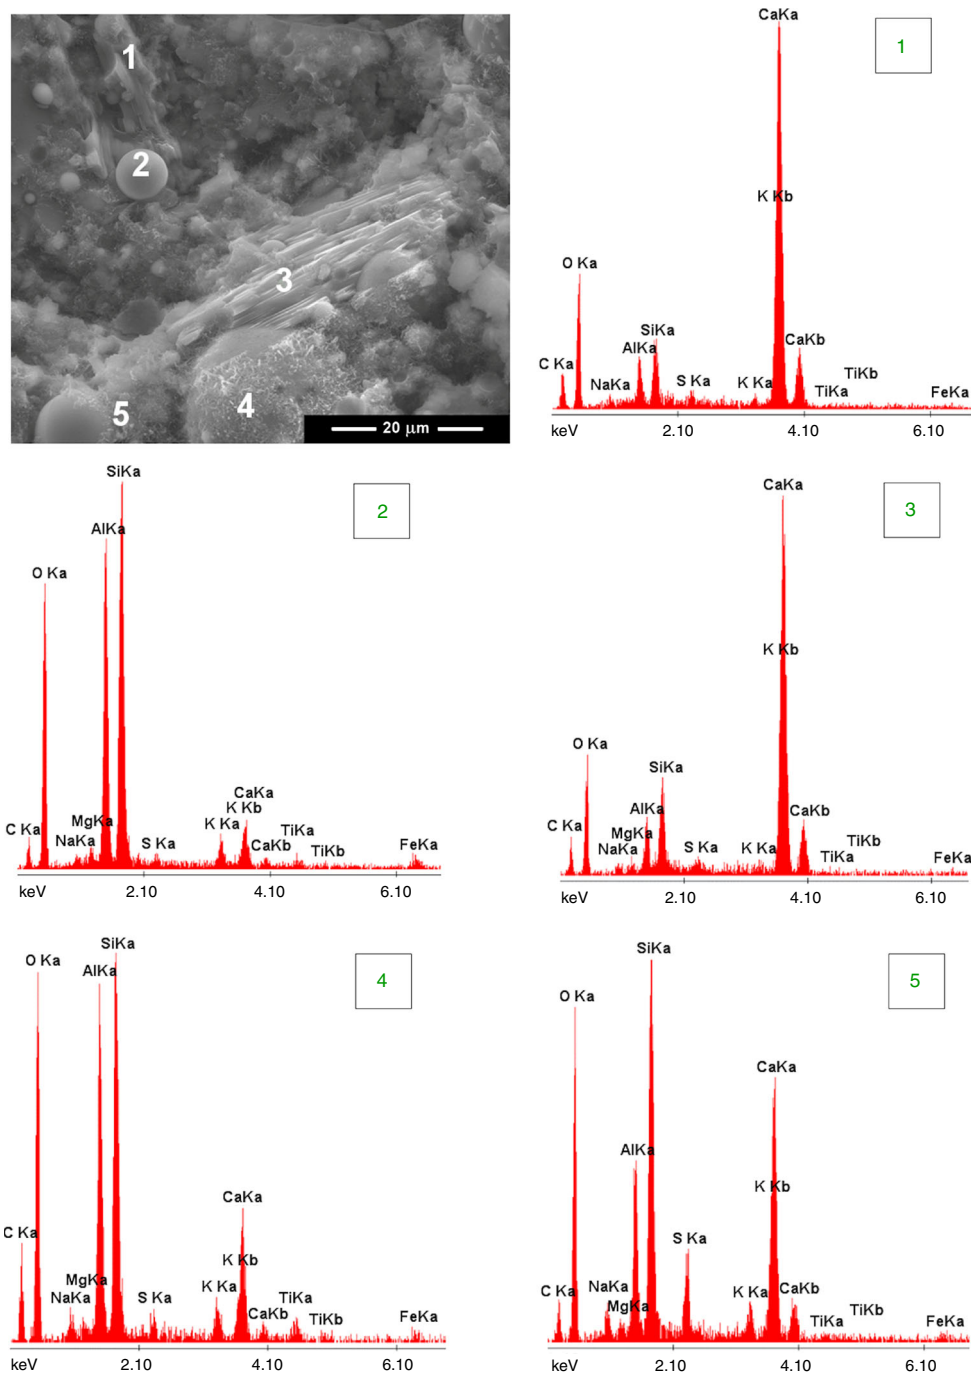 1
2
3
4
5
20 μm
1
CaKa
K Kb
O Ka
SiKa
AlKa
CaKb
C Ka
NaKa
S Ka
K Ka
TiKb
TiKa
FeKa
keV
2.10
4.10
6.10
2
SiKa
AlKa
O Ka
CaKa
K Kb
MgKa
K Ka
C Ka
NaKa
S Ka
CaKb
TiKa
TiKb
FeKa
keV
2.10
4.10
6.10
3
CaKa
K Kb
O Ka
SiKa
AlKa
CaKb
C Ka
MgKa
NaKa
S Ka
K Ka
TiKb
TiKa
FeKa
keV
2.10
4.10
6.10
4
SiKa
O Ka
AlKa
CaKa
C Ka
K Kb
MgKa
NaKa
S Ka
K Ka
CaKb
TiKa
TiKb
FeKa
keV
2.10
4.10
6.10
5
SiKa
O Ka
CaKa
AlKa
K Kb
S Ka
C Ka
NaKa
MgKa
K Ka
CaKb
TiKb
TiKa
FeKa
keV
2.10
4.10
6.10